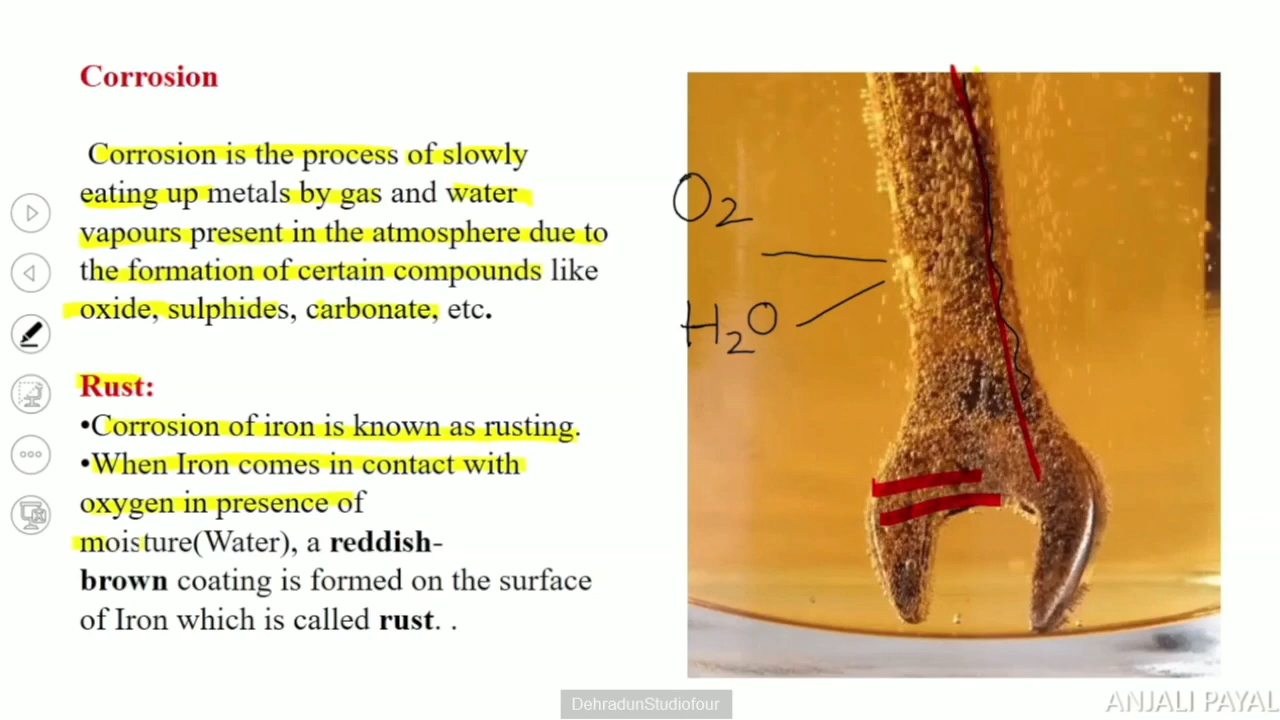 Corrosion
Corrosion is the process of slowly
eating up metals by gas and water
vapours present in the atmosphere due to
the formation of certain compounds like
oxide, sulphides, carbonate, etc.
Rust:
•Corrosion of iron is known as rusting.
•When Iron comes in contact with
oxygen in presence of
moisture(Water), a reddish-
brown coating is formed on the surface
of Iron which is called rust. .
O2
H2O
DehradunStudiofour
ANJALI PAYAL